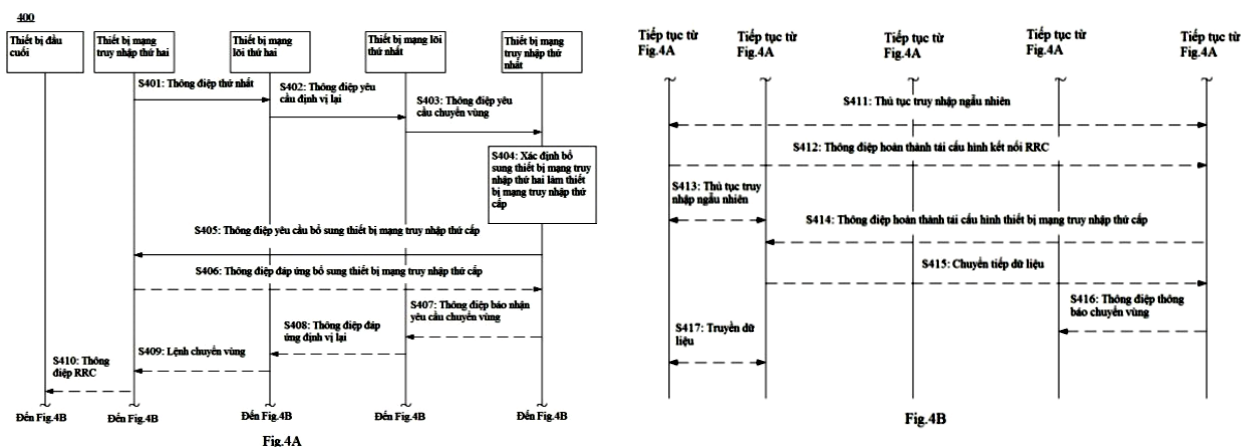 400
Thiết bị đầu
cuối
Thiết bị mạng
truy nhập thứ hai
Thiết bị mạng
lõi thứ hai
Thiết bị mạng lõi
thứ nhất
Thiết bị mạng
truy nhập thứ
nhất
S401: Thông điệp thứ nhất
S402: Thông điệp yêu
cầu định vị lại
S403: Thông điệp yêu
cầu chuyển vùng
S404: Xác định bổ
sung thiết bị mạng truy
nhập thứ hai làm thiết
bị mạng truy nhập thứ
cấp
S405: Thông điệp yêu cầu bổ sung thiết bị mạng truy nhập thứ cấp
S406: Thông điệp đáp ứng bổ sung thiết bị mạng truy nhập thứ cấp
S407: Thông điệp báo nhận
yêu cầu chuyển vùng
S408: Thông điệp đáp
ứng định vị lại
S409: Lệnh chuyển vùng
S410: Thông
điệp RRC
Đến Fig.4B
Đến Fig.4B
Đến Fig.4B
Đến Fig.4B
Đến Fig.4B
Fig.4A
Tiếp tục từ
Fig.4A
Tiếp tục từ
Fig.4A
Tiếp tục từ
Fig.4A
Tiếp tục từ
Fig.4A
Tiếp tục từ
Fig.4A
S411: Thủ tục truy nhập ngẫu nhiên
S412: Thông điệp hoàn thành tái cấu hình kết nối RRC
S413: Thủ tục truy
nhập ngẫu nhiên
S414: Thông điệp hoàn thành tái cấu hình thiết bị mạng truy nhập thứ cấp
S415: Chuyển tiếp dữ liệu
S416: Thông điệp thông
báo chuyển vùng
S417: Truyền dữ
liệu
Fig.4B